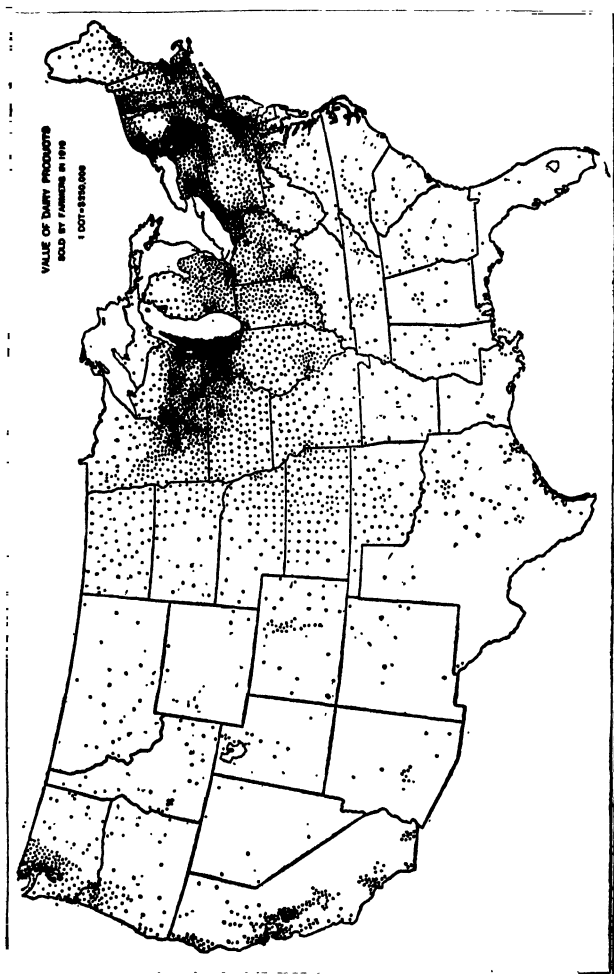 VALUE OF DAIRY PRODUCTS
SOLD BY FARMERS IN 1919
1 DOT=$250,000